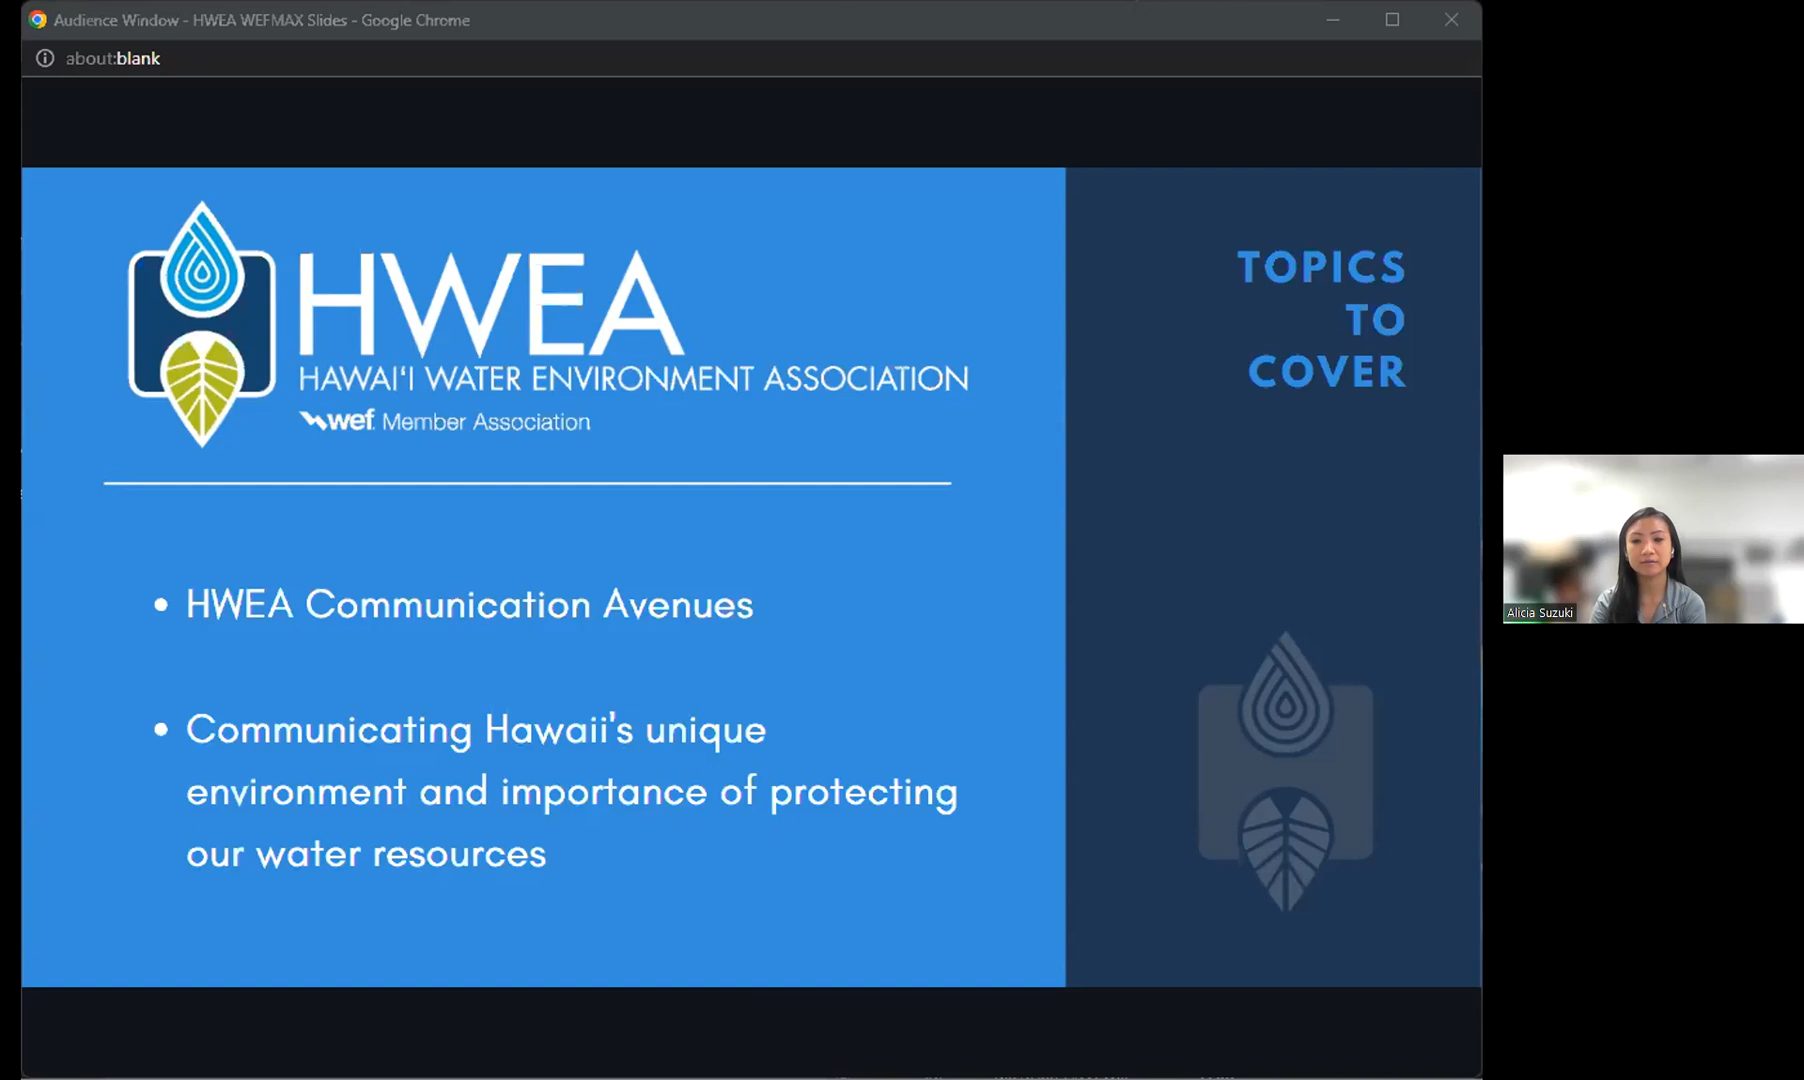 Audience Window - HWEA WEFMAX Slides - Google Chrome
about:blank
HWEA
HAWAI‘I WATER ENVIRONMENT ASSOCIATION
wef. Member Association
TOPICS
TO
COVER
• HWEA Communication Avenues
• Communicating Hawaii's unique
environment and importance of protecting
our water resources
Alicia Suzuki